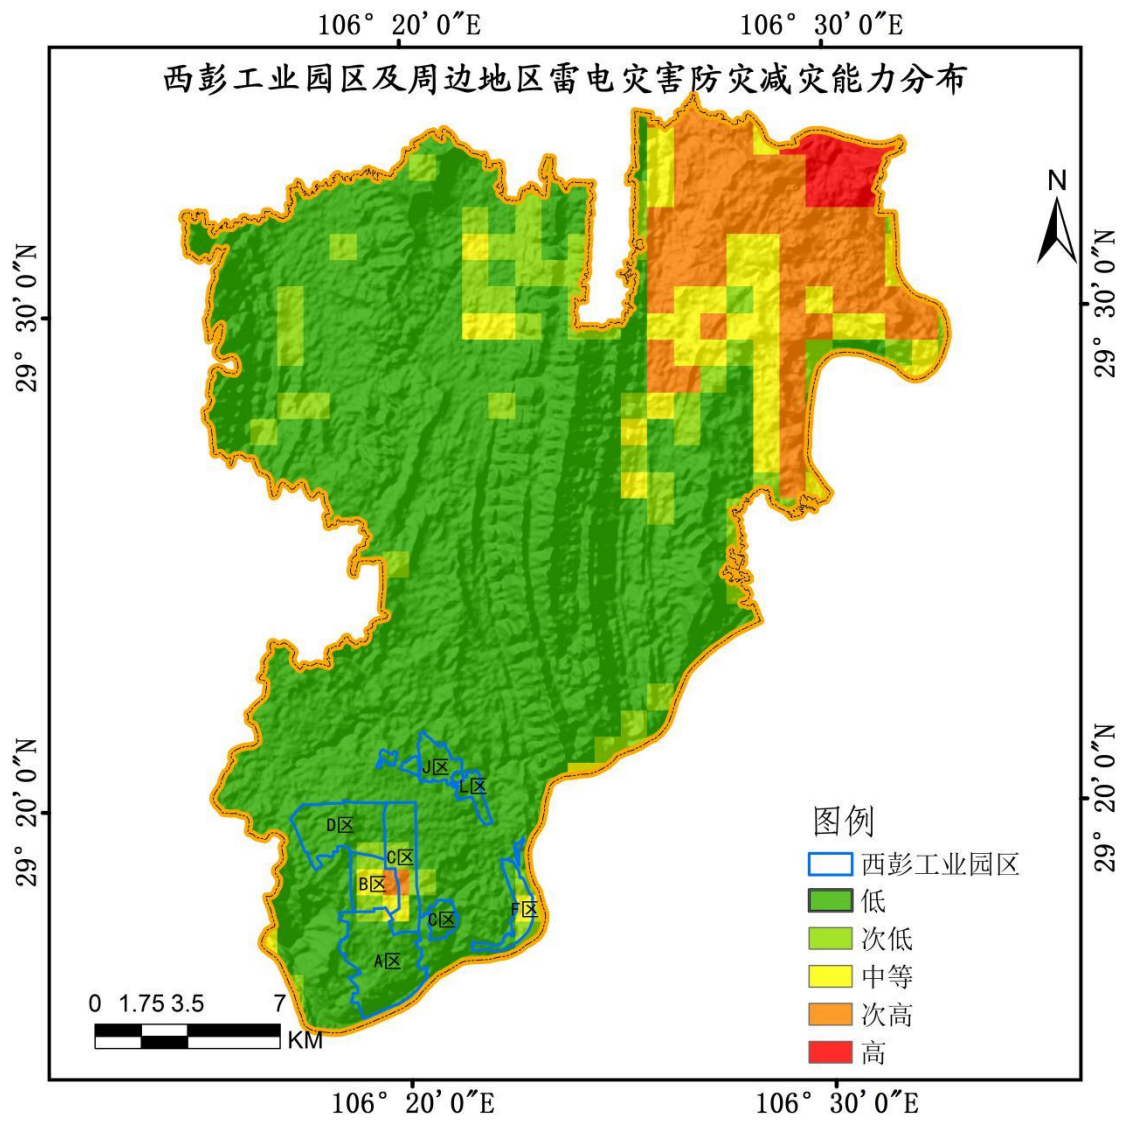 106° 20′ 0″E
106° 30′ 0″E
西彭工业园区及周边地区雷电灾害防灾减灾能力分布
N
29° 30′ 0″N
29° 30′ 0″N
29° 20′ 0″N
29° 20′ 0″N
J区
L区
D区
C区
B区
C区
F区
A区
图例
西彭工业园区
低
次低
中等
次高
高
0 1.75 3.5 7
KM
106° 20′ 0″E
106° 30′ 0″E